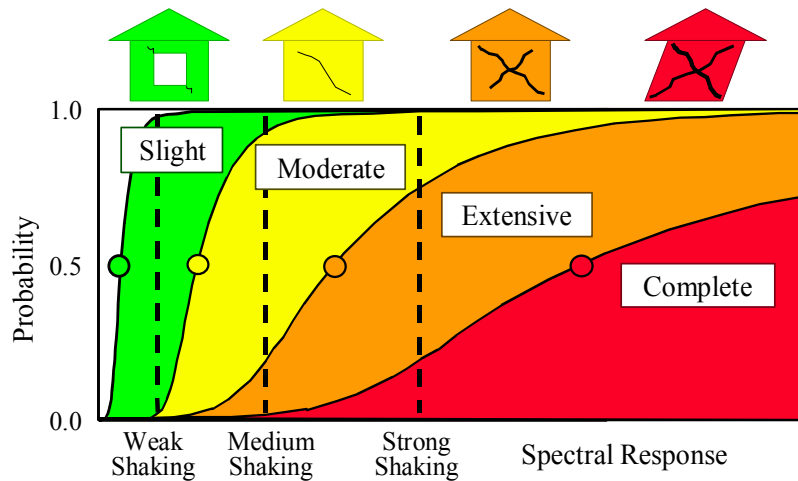 1.0
Slight
Moderate
Extensive
0.5
Complete
Probability
0.0
Weak
Shaking
Medium
Shaking
Strong
Shaking
Spectral Response